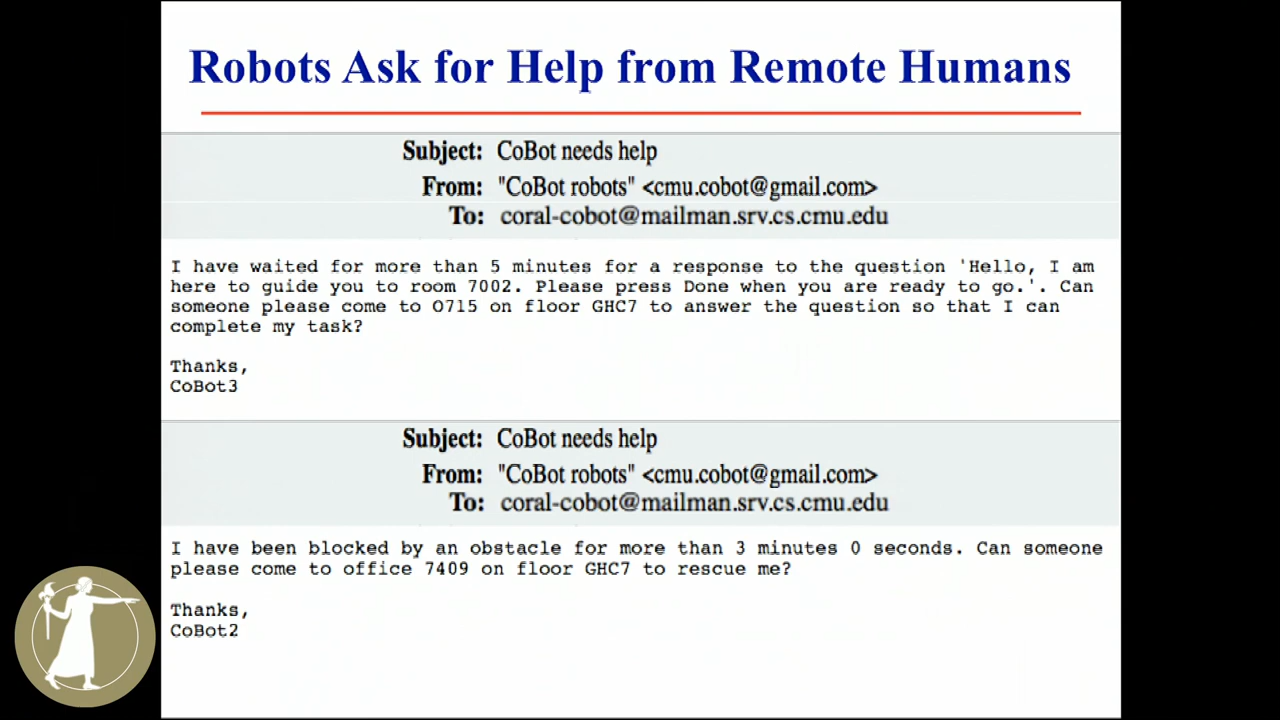 Robots Ask for Help from Remote Humans
Subject: CoBot needs help
From: "CoBot robots" <cmu.cobot@gmail.com>
To: coral-cobot@mailman.srv.cs.cmu.edu
I have waited for more than 5 minutes for a response to the question 'Hello, I am
here to guide you to room 7002. Please press Done when you are ready to go.'. Can
someone please come to O715 on floor GHC7 to answer the question so that I can
complete my task?
Thanks,
CoBot3
Subject: CoBot needs help
From: "CoBot robots" <cmu.cobot@gmail.com>
To: coral-cobot@mailman.srv.cs.cmu.edu
I have been blocked by an obstacle for more than 3 minutes 0 seconds. Can someone
please come to office 7409 on floor GHC7 to rescue me?
Thanks,
CoBot2